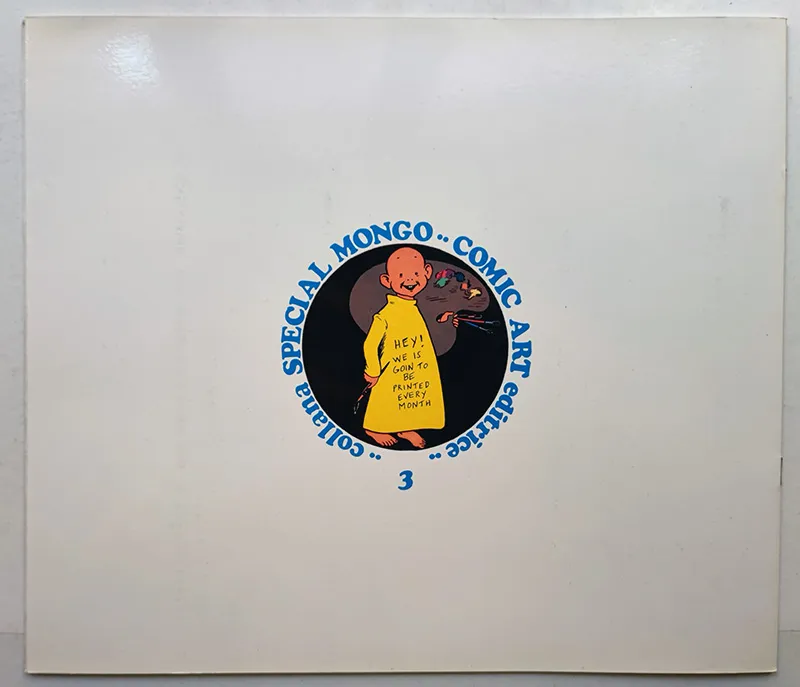 ·· collana SPECIAL MONGO ·· COMIC ART editrice ··
HEY!
WE IS
GOIN TO
BE
PRINTED
EVERY
MONTH
3